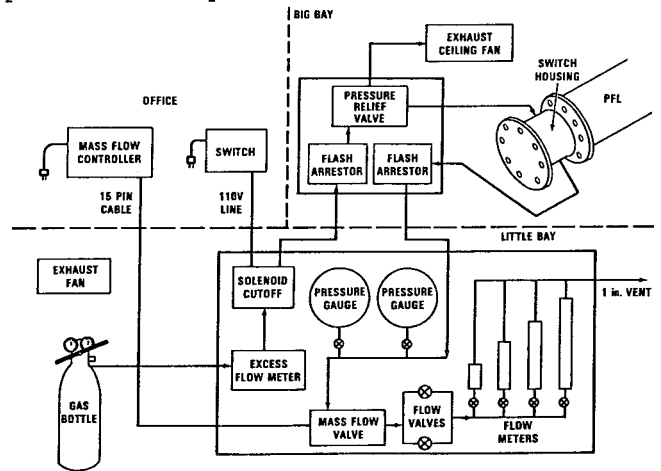 BIG BAY
EXHAUST
CEILING FAN
SWITCH
HOUSING
PFL
OFFICE
PRESSURE
RELIEF
VALVE
MASS FLOW
CONTROLLER
SWITCH
FLASH
ARRESTOR
FLASH
ARRESTOR
15 PIN
CABLE
110V
LINE
LITTLE BAY
EXHAUST
FAN
SOLENOID
CUTOFF
PRESSURE
GAUGE
PRESSURE
GAUGE
1 in. VENT
EXCESS
FLOW METER
GAS
BOTTLE
MASS FLOW
VALVE
FLOW
VALVES
FLOW
METERS